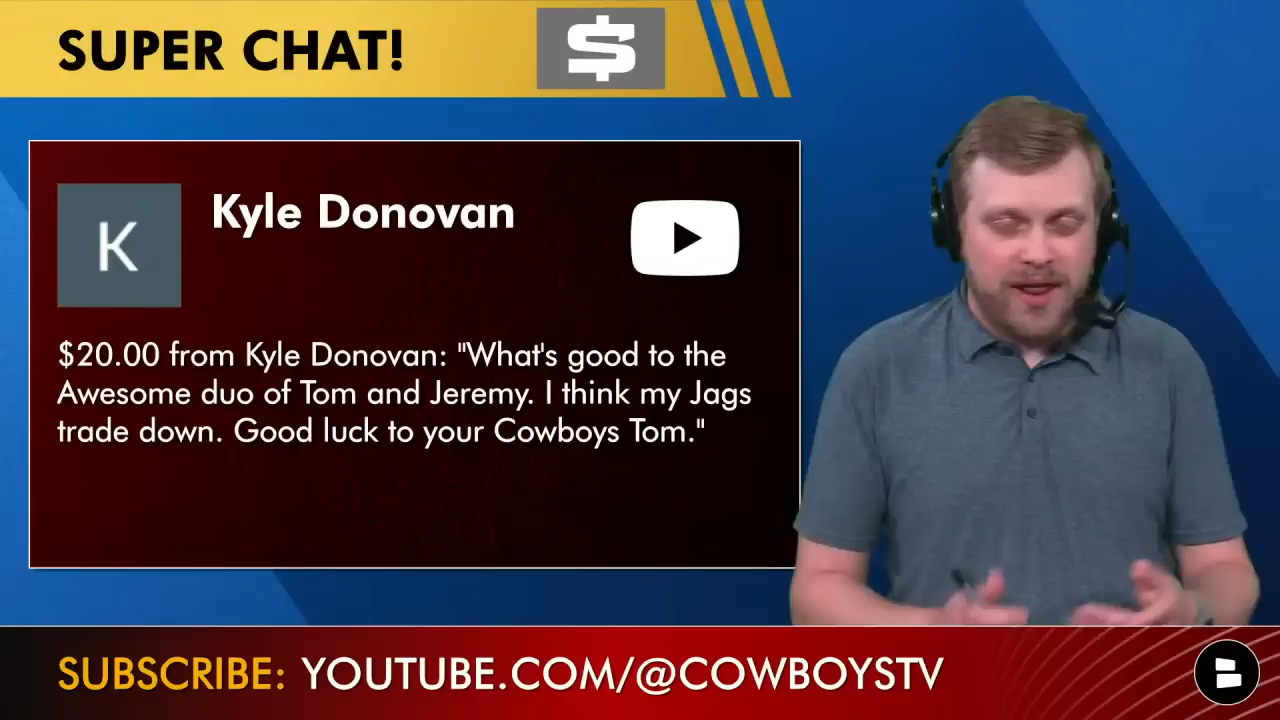 SUPER CHAT!
$
K
Kyle Donovan
$20.00 from Kyle Donovan: "What's good to the
Awesome duo of Tom and Jeremy. I think my Jags
trade down. Good luck to your Cowboys Tom."
SUBSCRIBE: YOUTUBE.COM/@COWBOYSTV